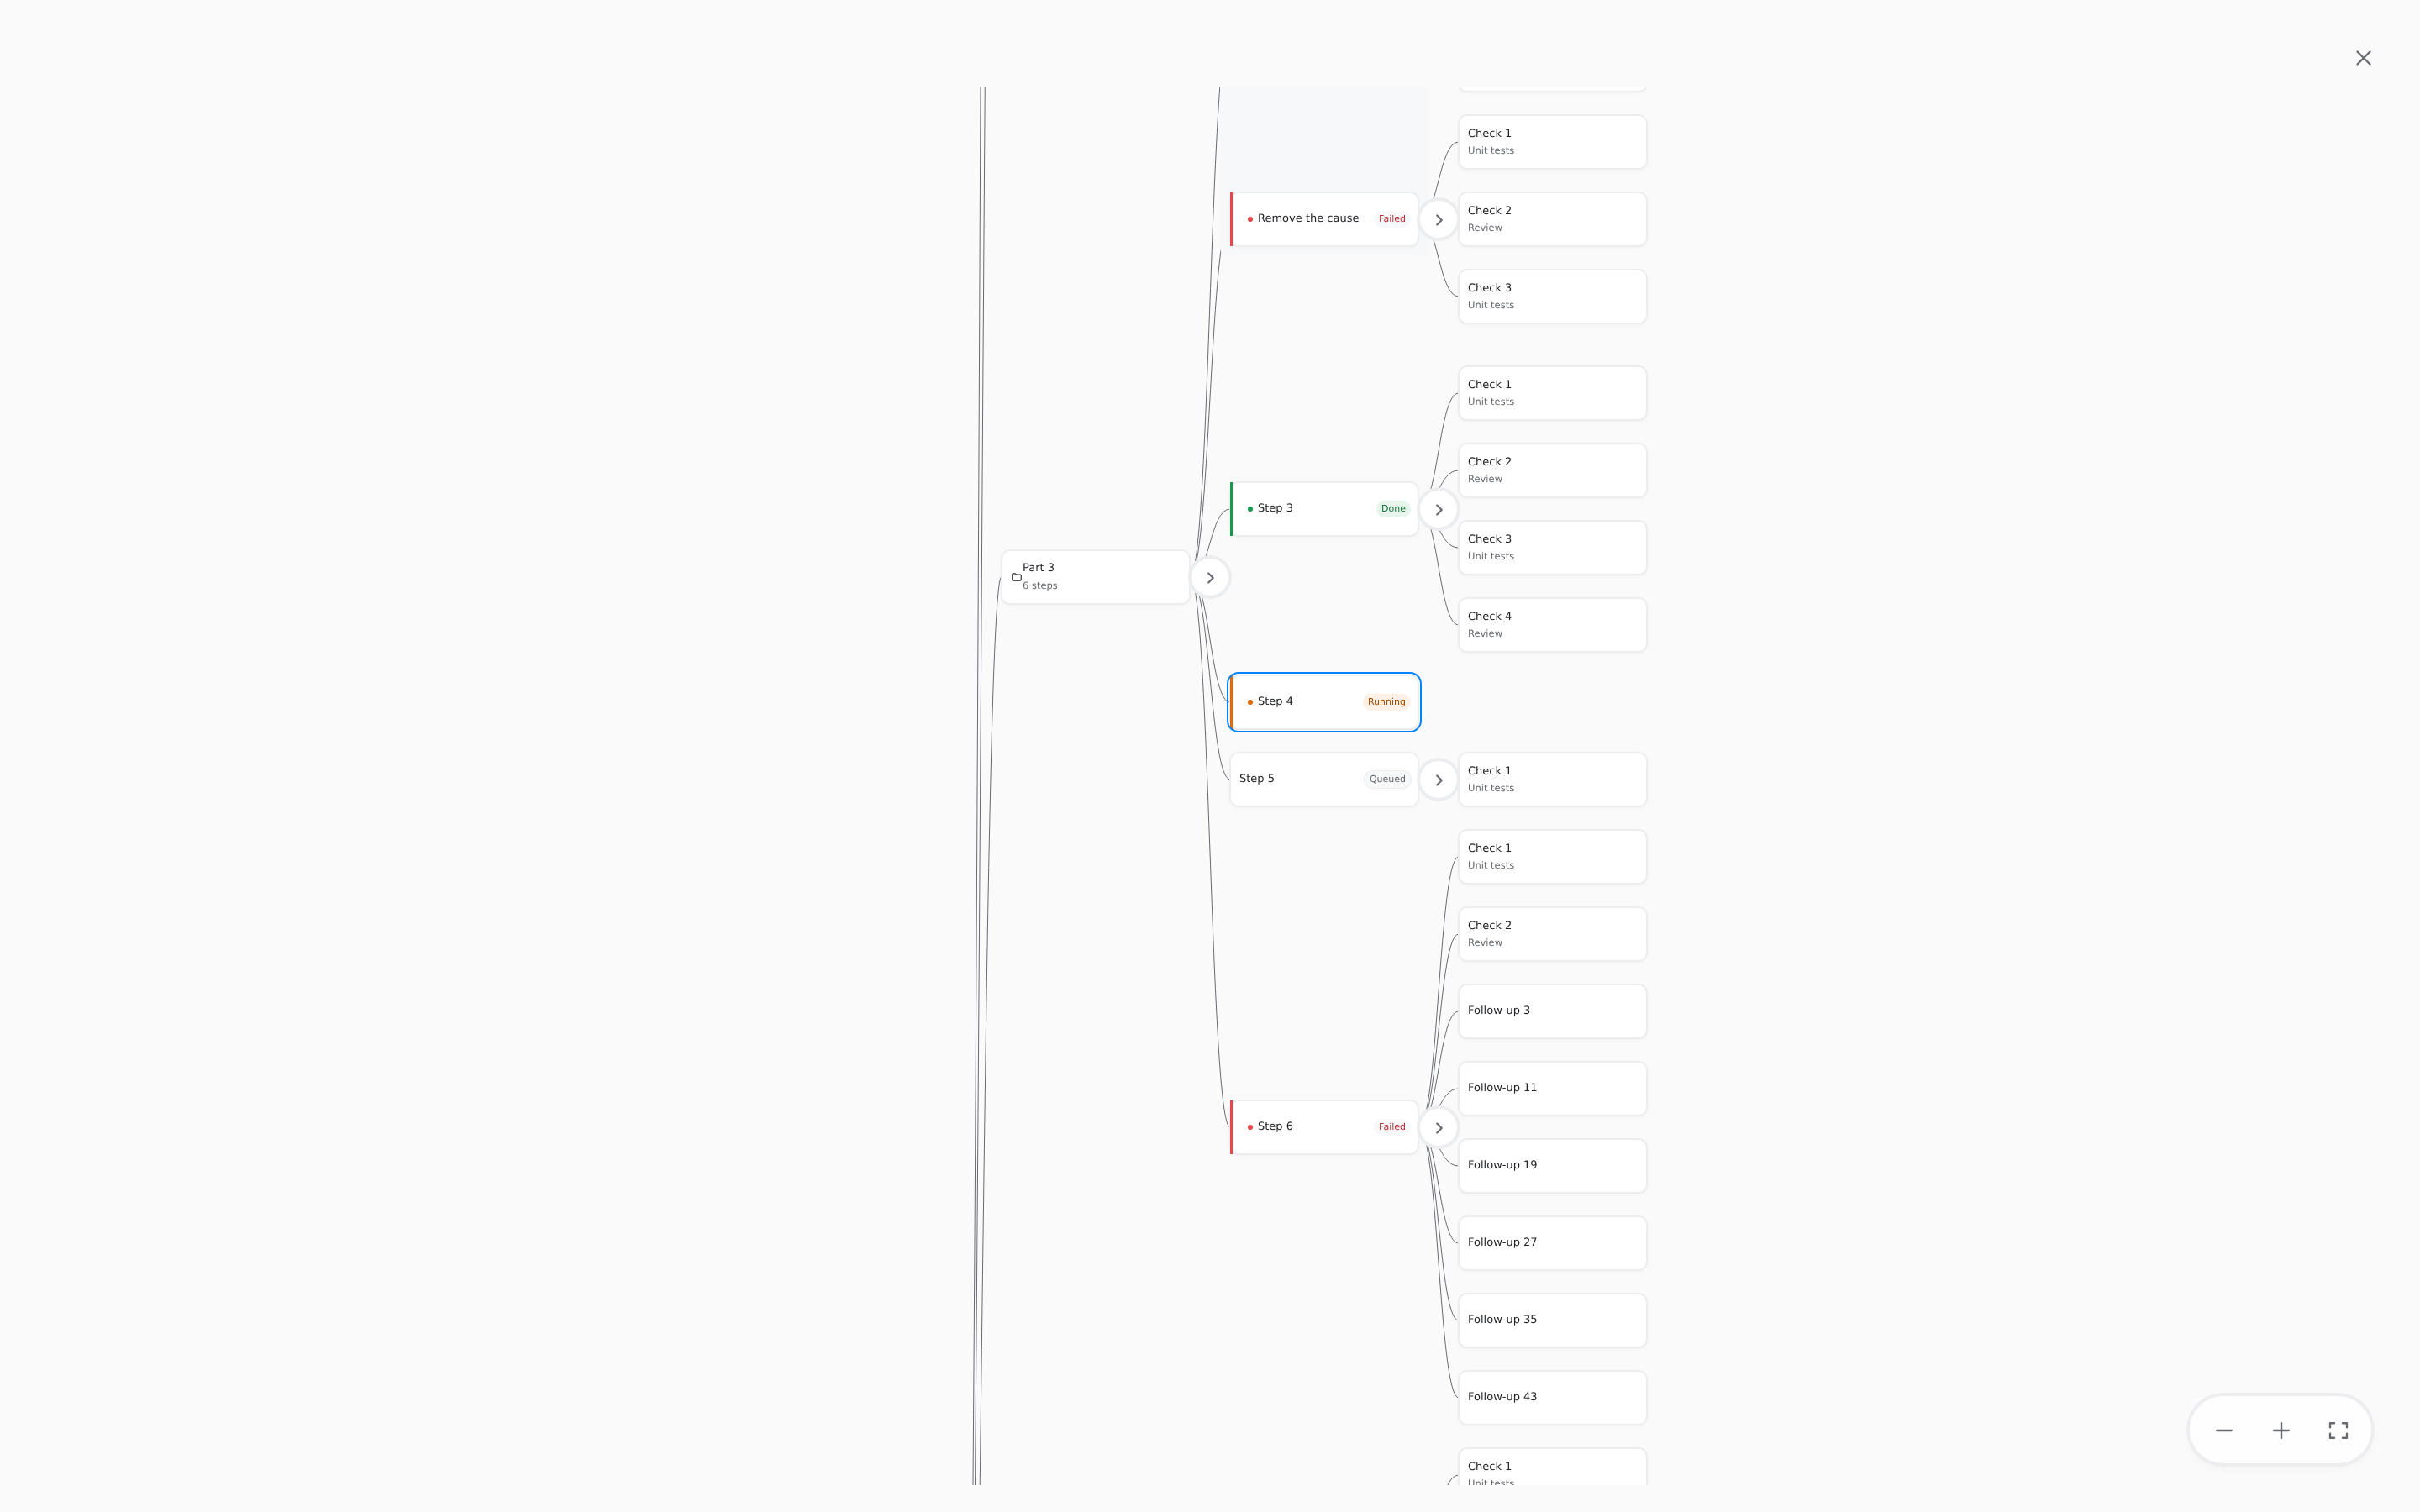 Check 1
Unit tests
Remove the cause
Failed
Check 2
Review
Check 3
Unit tests
Check 1
Unit tests
Check 2
Review
Step 3
Done
Check 3
Unit tests
Part 3
6 steps
Check 4
Review
Step 4
Running
Step 5
Queued
Check 1
Unit tests
Check 1
Unit tests
Check 2
Review
Follow-up 3
Follow-up 11
Step 6
Failed
Follow-up 19
Follow-up 27
Follow-up 35
Follow-up 43
Check 1
Unit tests